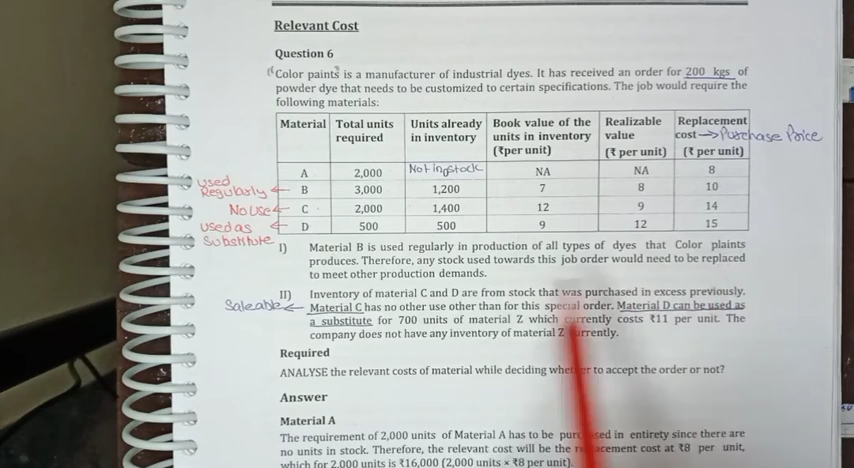 Relevant Cost
Question 6
"Color paints" is a manufacturer of industrial dyes. It has received an order for 200 kgs of
powder dye that needs to be customized to certain specifications. The job would require the
following materials:
Material | Total units required | Units already in inventory | Book value of the units in inventory (₹per unit) | Realizable value (₹ per unit) | Replacement cost → Purchase Price (₹ per unit)
A | 2,000 | Not in stock | NA | NA | 8
used Regularly ← B | 3,000 | 1,200 | 7 | 8 | 10
No use ← C | 2,000 | 1,400 | 12 | 9 | 14
used as Substitute ← D | 500 | 500 | 9 | 12 | 15
I) Material B is used regularly in production of all types of dyes that Color plaints
produces. Therefore, any stock used towards this job order would need to be replaced
to meet other production demands.
II) Inventory of material C and D are from stock that was purchased in excess previously.
Saleable ← Material C has no other use other than for this special order. Material D can be used as
a substitute for 700 units of material Z which currently costs ₹11 per unit. The
company does not have any inventory of material Z
Required
ANALYSE the relevant costs of material while deciding to accept the order or not?
Answer
Material A
The requirement of 2,000 units of Material A has to be in entirety since there are
no units in stock. Therefore, the relevant cost will be the cost at ₹8 per unit,
which for 2,000 units is ₹16,000 (2,000 units × ₹8 per unit).